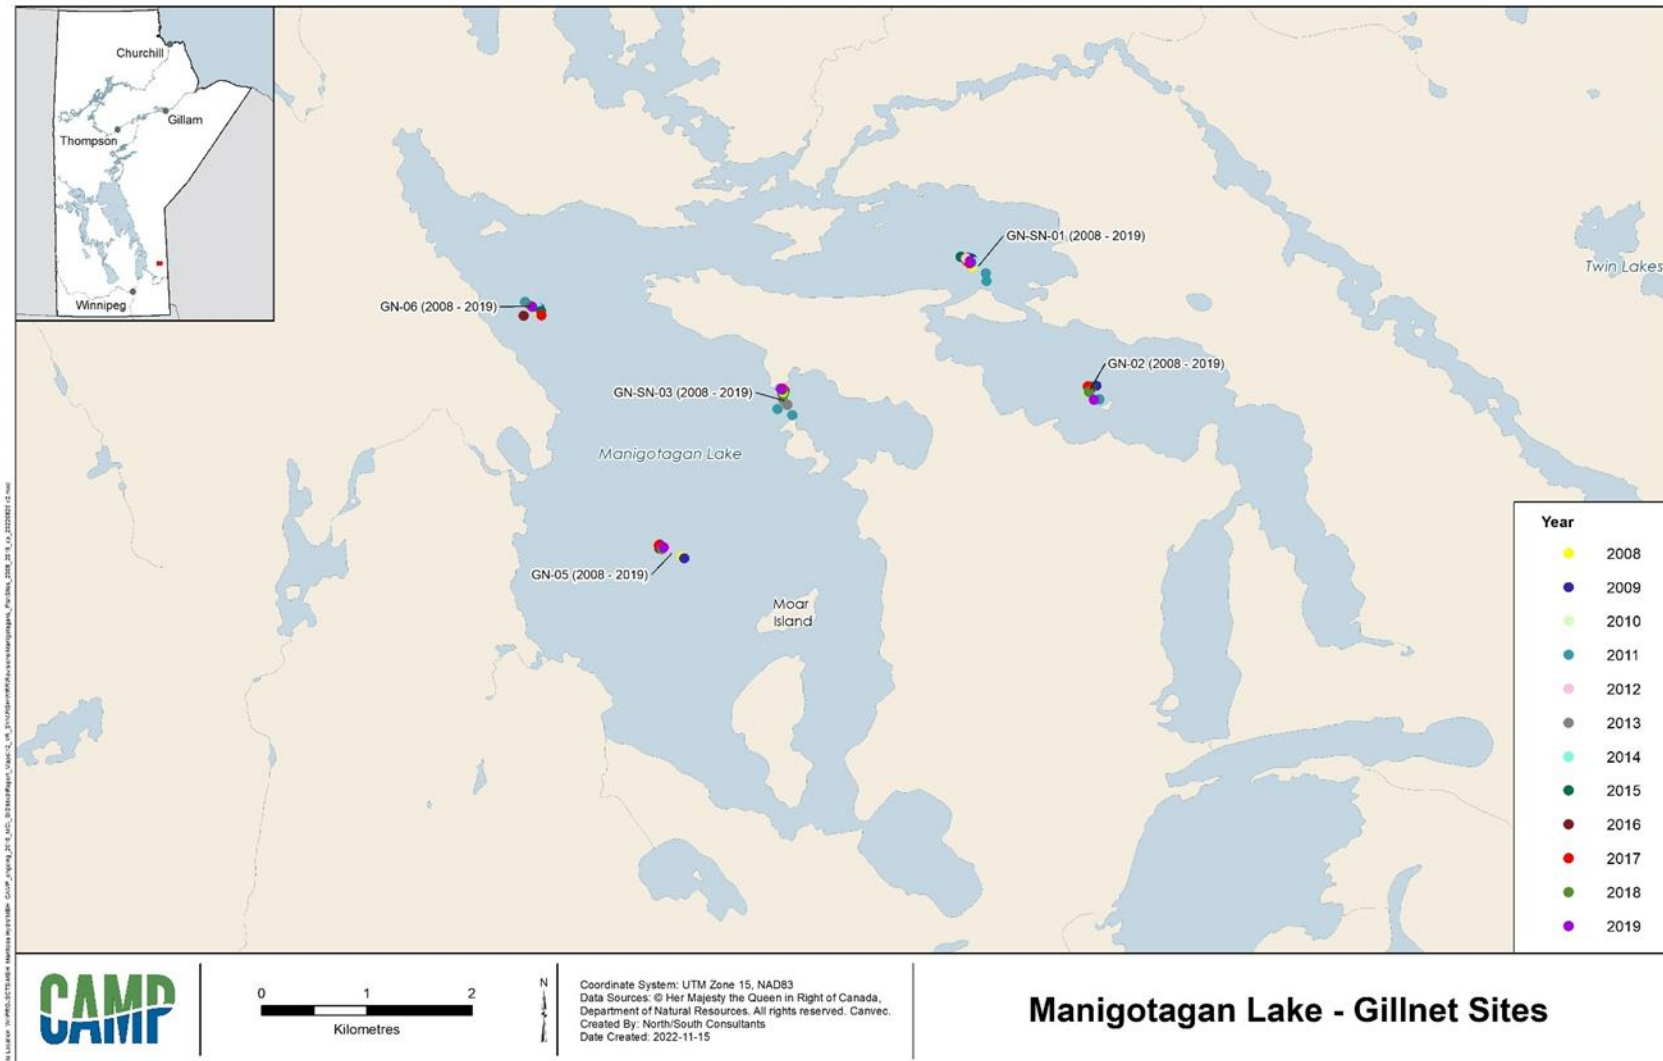 Churchill
Gillam
Thompson
Winnipeg
GN-SN-01 (2008 - 2019)
Twin Lakes
GN-06 (2008 - 2019)
GN-02 (2008 - 2019)
GN-SN-03 (2008 - 2019)
Manigotagan Lake
GN-05 (2008 - 2019)
Moar
Island
Year
2008
2009
2010
2011
2012
2013
2014
2015
2016
2017
2018
2019
CAMP
0 1 2
Kilometres
N
Coordinate System: UTM Zone 15, NAD83
Data Sources: © Her Majesty the Queen in Right of Canada,
Department of Natural Resources. All rights reserved. Canvec.
Created By: North/South Consultants
Date Created: 2022-11-15
Manigotagan Lake - Gillnet Sites